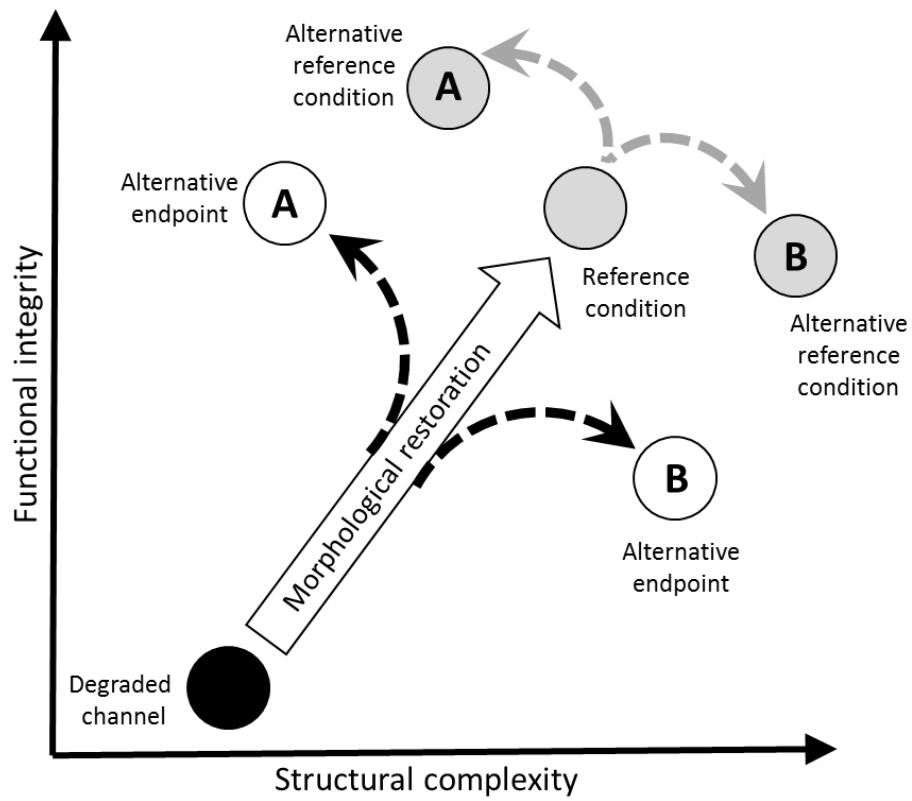 Alternative
reference
condition
A
Alternative
endpoint
A
Reference
condition
B
Alternative
reference
condition
Functional integrity
Morphological restoration
B
Alternative
endpoint
Degraded
channel
Structural complexity